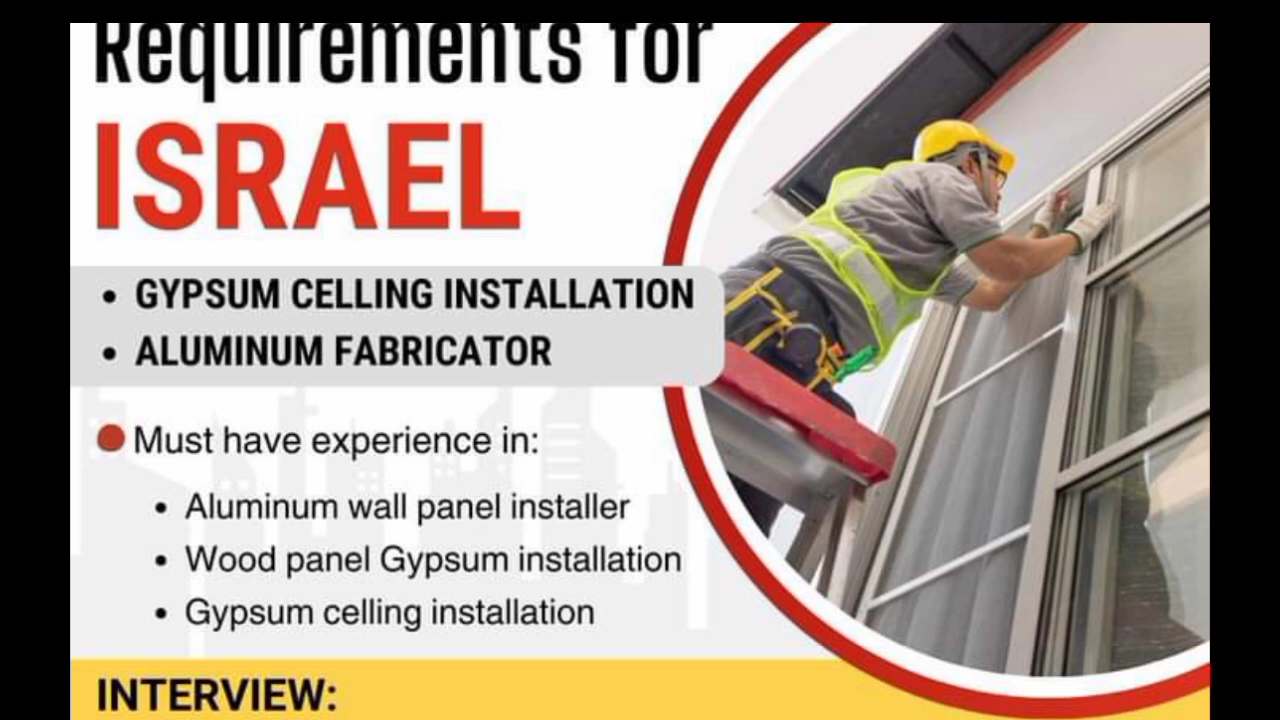 Requirements for
ISRAEL
• GYPSUM CELLING INSTALLATION
• ALUMINUM FABRICATOR
Must have experience in:
• Aluminum wall panel installer
• Wood panel Gypsum installation
• Gypsum celling installation
INTERVIEW: